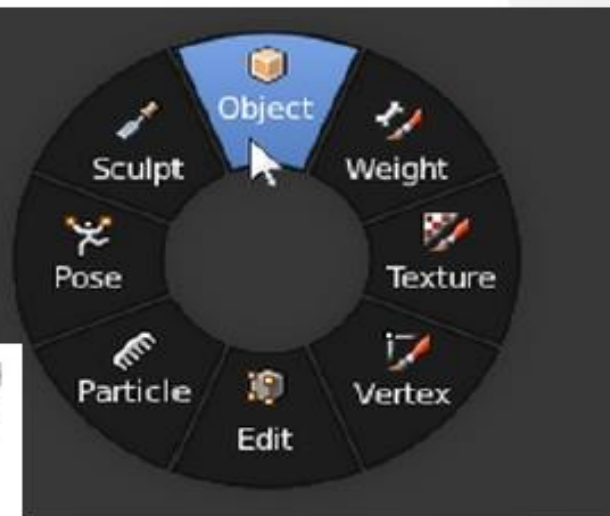 Object
Sculpt
Weight
Pose
Texture
Particle
Vertex
Edit